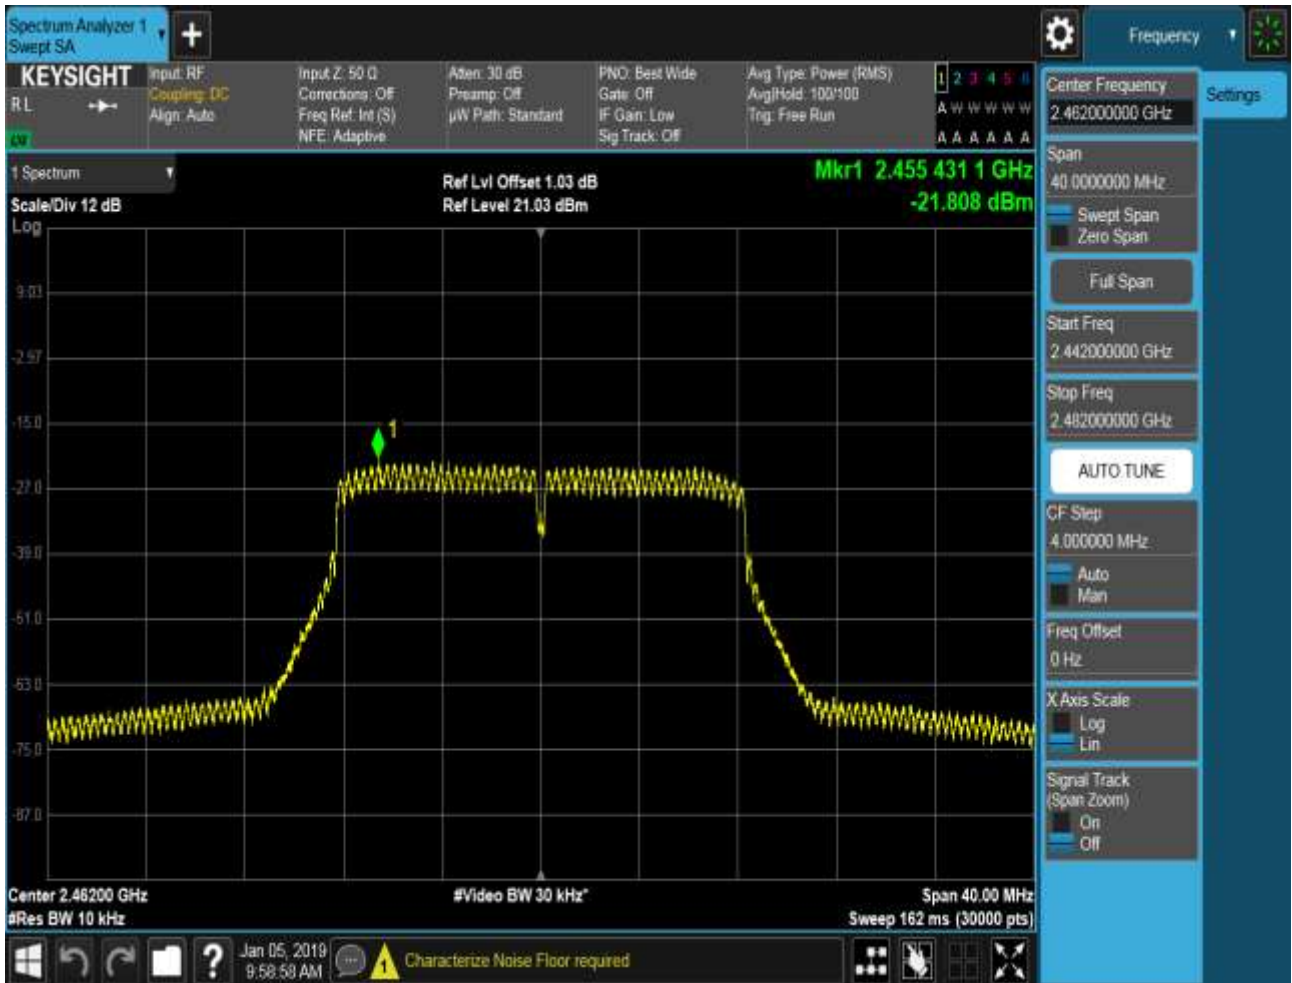 Spectrum Analyzer 1
Swept SA
+
Frequency
KEYSIGHT
R L
LXI
Input: RF
Coupling: DC
Align: Auto
Input Z: 50 Ω
Corrections: Off
Freq Ref: Int (S)
NFE: Adaptive
Atten: 30 dB
Preamp: Off
µW Path: Standard
PNO: Best Wide
Gate: Off
IF Gain: Low
Sig Track: Off
Avg Type: Power (RMS)
Avg|Hold: 100/100
Trig: Free Run
1 2 3 4 5 6
A W W W W W
A A A A A A
1 Spectrum
Scale/Div 12 dB
Log
Ref Lvl Offset 1.03 dB
Ref Level 21.03 dBm
Mkr1 2.455 431 1 GHz
-21.808 dBm
1
9.03
-2.97
-15.0
-27.0
-39.0
-51.0
-63.0
-75.0
-87.0
Center 2.46200 GHz
#Res BW 10 kHz
#Video BW 30 kHz*
Span 40.00 MHz
Sweep 162 ms (30000 pts)
Center Frequency
2.462000000 GHz
Settings
Span
40.0000000 MHz
Swept Span
Zero Span
Full Span
Start Freq
2.442000000 GHz
Stop Freq
2.482000000 GHz
AUTO TUNE
CF Step
4.000000 MHz
Auto
Man
Freq Offset
0 Hz
X Axis Scale
Log
Lin
Signal Track
(Span Zoom)
On
Off
?
Jan 05, 2019
9:58:58 AM
1
Characterize Noise Floor required